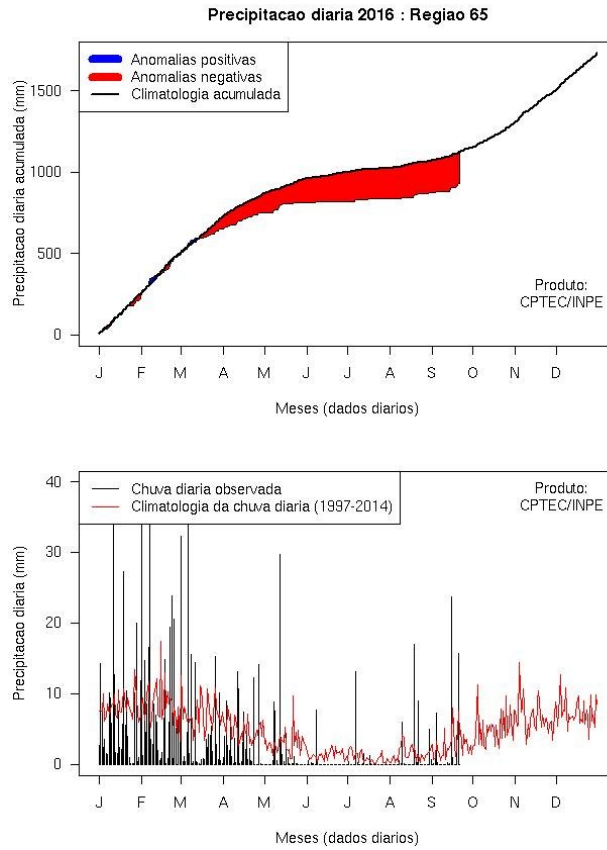 Precipitacao diaria 2016 : Regiao 65
Anomalias positivas
Anomalias negativas
Climatologia acumulada
Precipitacao diaria acumulada (mm)
1500
1000
500
0
Produto:
CPTEC/INPE
J F M A M J J A S O N D
Meses (dados diarios)
Chuva diaria observada
Climatologia da chuva diaria (1997-2014)
Produto:
CPTEC/INPE
Precipitacao diaria (mm)
40
30
20
10
0
J F M A M J J A S O N D
Meses (dados diarios)